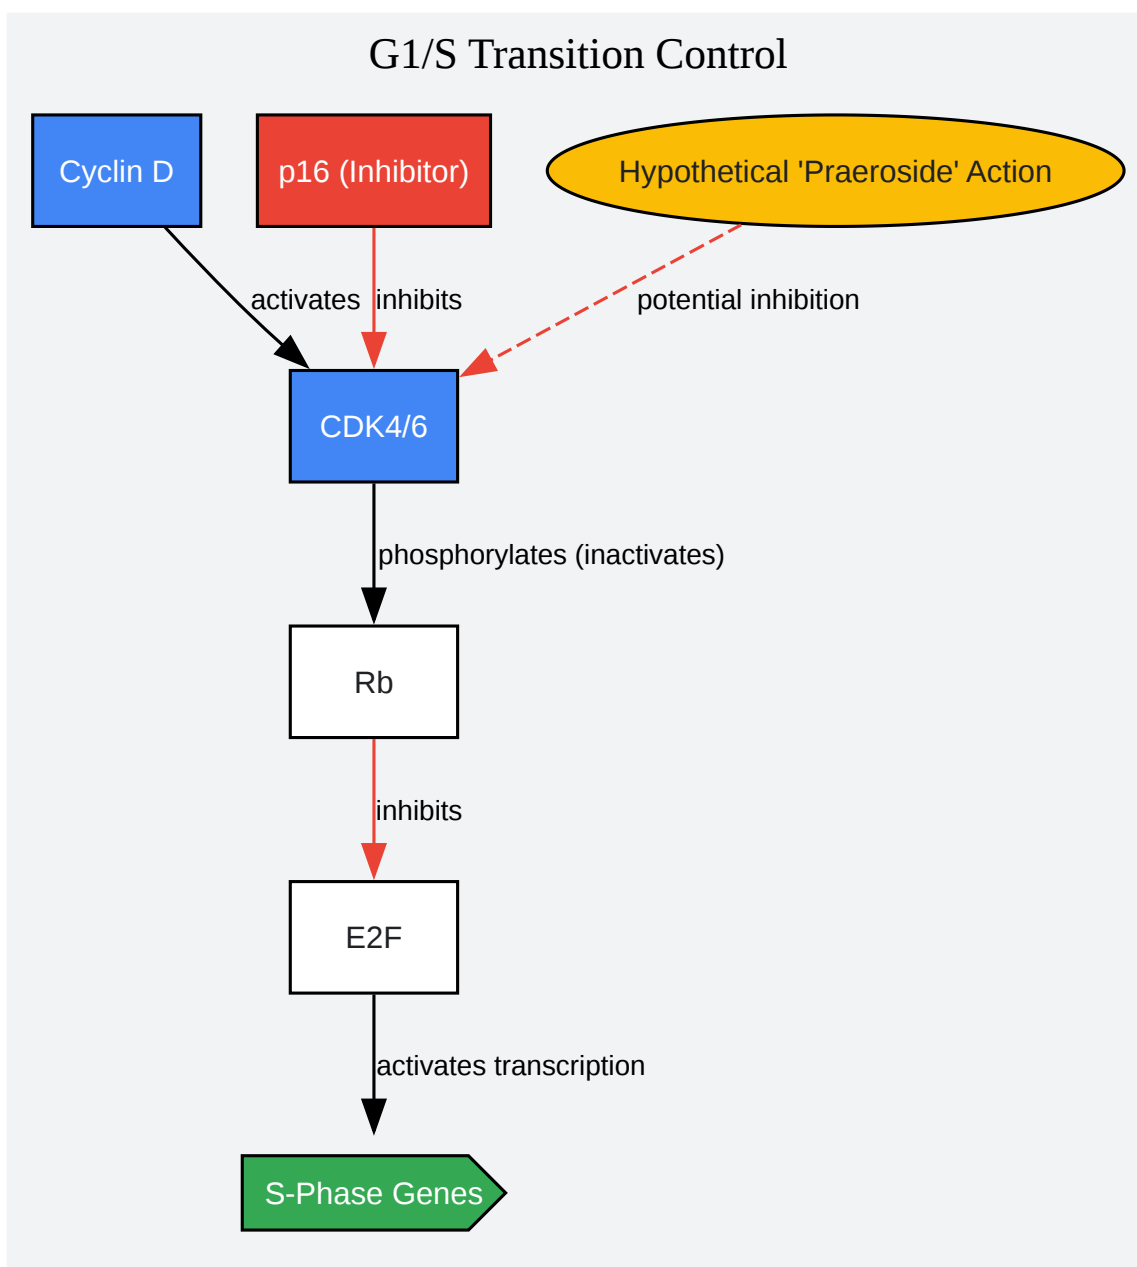 G1/S Transition Control
Cyclin D
p16 (Inhibitor)
Hypothetical 'Praeroside' Action
activates
inhibits
potential inhibition
CDK4/6
phosphorylates (inactivates)
Rb
inhibits
E2F
activates transcription
S-Phase Genes